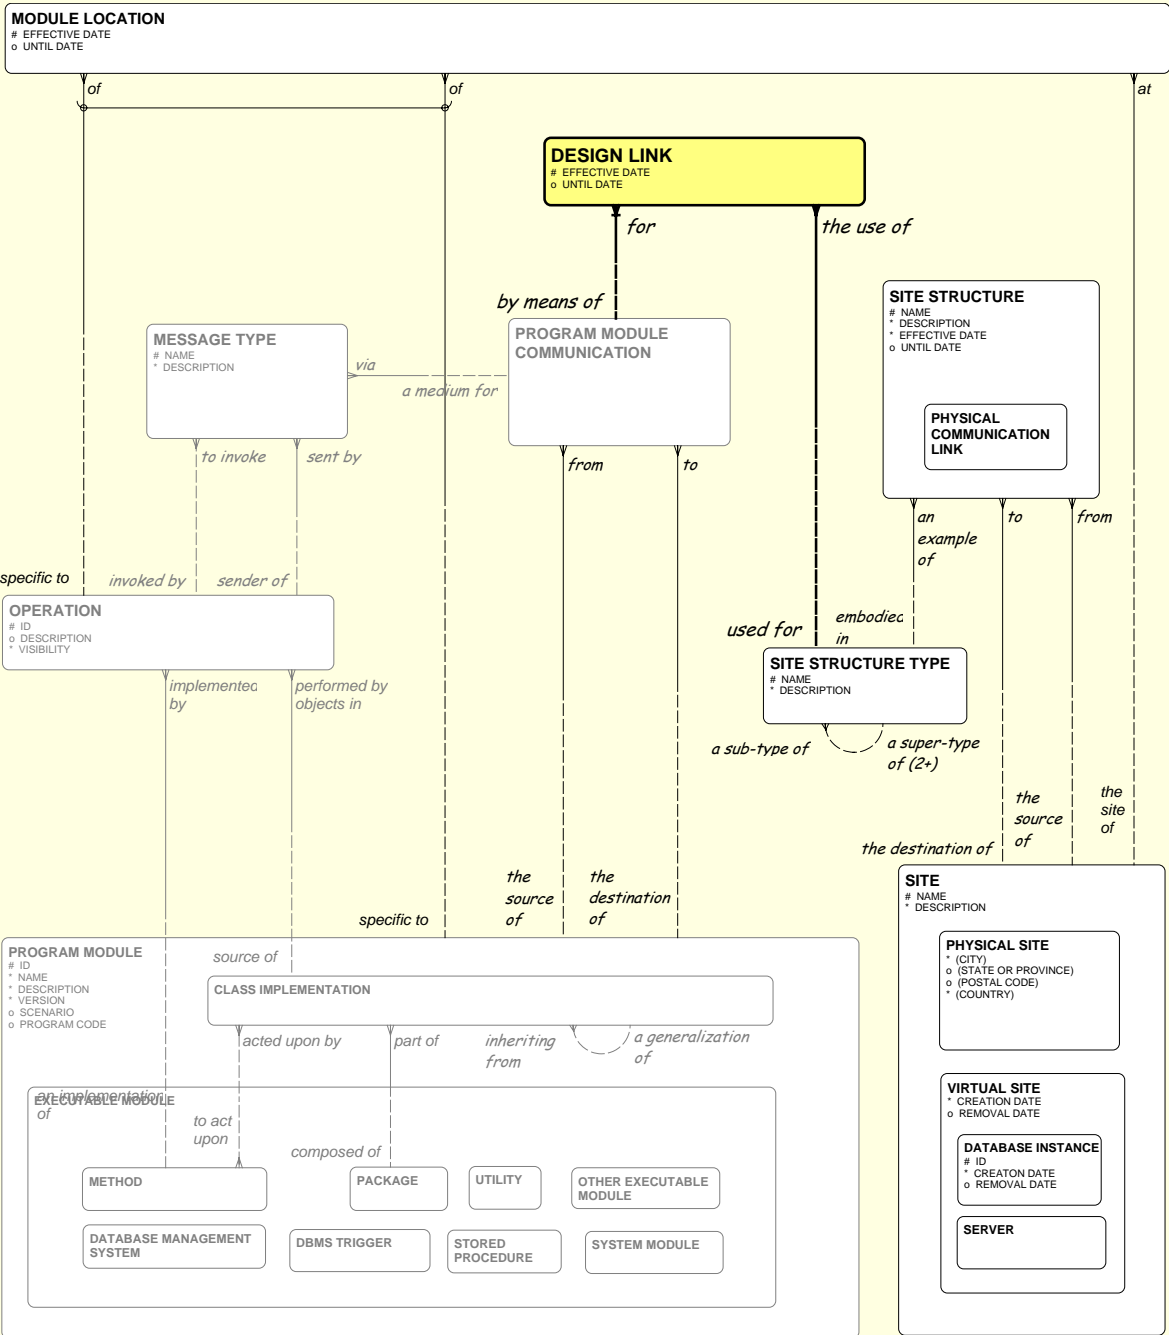 MODULE LOCATION
# EFFECTIVE DATE
o UNTIL DATE
of
of
at
DESIGN LINK
# EFFECTIVE DATE
o UNTIL DATE
for
the use of
by means of
SITE STRUCTURE
# NAME
* DESCRIPTION
* EFFECTIVE DATE
o UNTIL DATE
PHYSICAL
COMMUNICATION
LINK
MESSAGE TYPE
# NAME
* DESCRIPTION
via
a medium for
PROGRAM MODULE
COMMUNICATION
to invoke
sent by
from
to
an
example
of
to
from
specific to
invoked by
sender of
OPERATION
# ID
o DESCRIPTION
* VISIBILITY
used for
embodied
in
SITE STRUCTURE TYPE
# NAME
* DESCRIPTION
implemented
by
performed by
objects in
a sub-type of
a super-type
of (2+)
the
source
of
the
site
of
the destination of
the
source
of
the
destination
of
specific to
SITE
# NAME
* DESCRIPTION
PHYSICAL SITE
* (CITY)
o (STATE OR PROVINCE)
o (POSTAL CODE)
* (COUNTRY)
VIRTUAL SITE
* CREATION DATE
o REMOVAL DATE
DATABASE INSTANCE
# ID
* CREATON DATE
o REMOVAL DATE
SERVER
PROGRAM MODULE
# ID
* NAME
* DESCRIPTION
* VERSION
o SCENARIO
o PROGRAM CODE
source of
CLASS IMPLEMENTATION
acted upon by
part of
inheriting
from
a generalization
of
an implementation
of
EXECUTABLE MODULE
to act
upon
composed of
METHOD
PACKAGE
UTILITY
OTHER EXECUTABLE
MODULE
DATABASE MANAGEMENT
SYSTEM
DBMS TRIGGER
STORED
PROCEDURE
SYSTEM MODULE